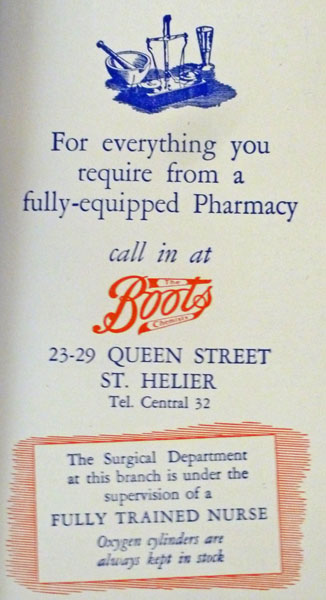 For everything you
require from a
fully-equipped Pharmacy
call in at
The
Boots
Chemists
23-29 QUEEN STREET
ST. HELIER
Tel. Central 32
The Surgical Department
at this branch is under the
supervision of a
FULLY TRAINED NURSE
Oxygen cylinders are
always kept in stock